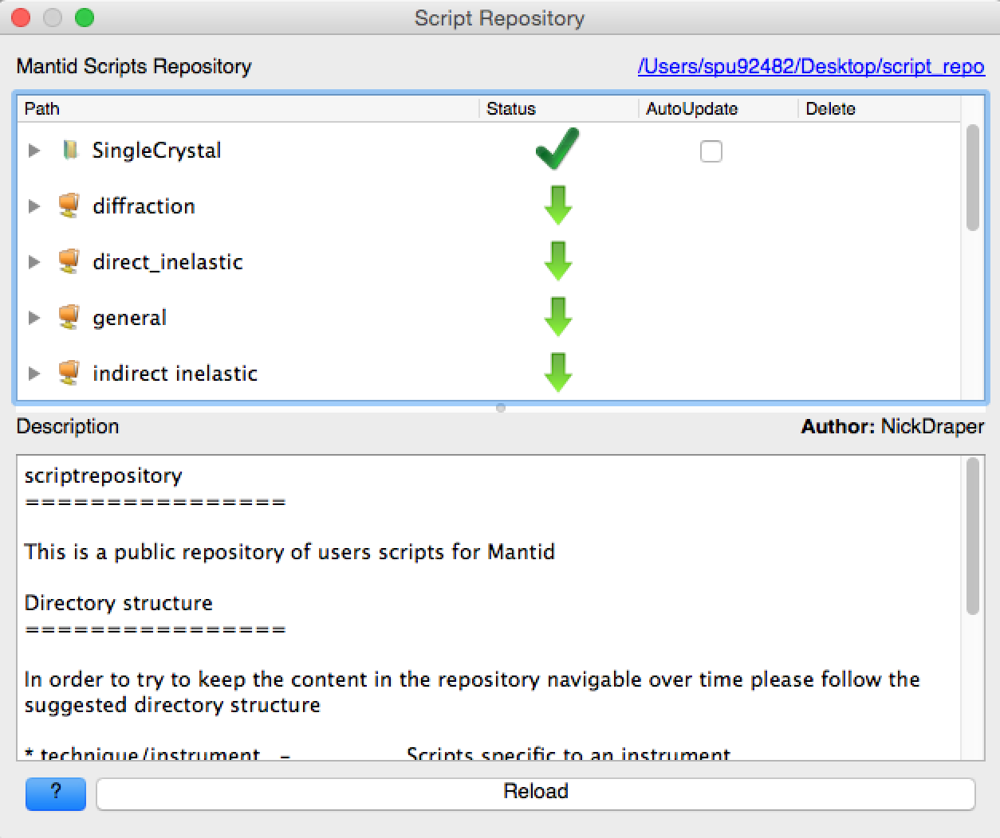 Script Repository
Mantid Scripts Repository
/Users/spu92482/Desktop/script_repo
Path Status AutoUpdate Delete
SingleCrystal
diffraction
direct_inelastic
general
indirect inelastic
Description
Author: NickDraper
scriptrepository
================
This is a public repository of users scripts for Mantid
Directory structure
================
In order to try to keep the content in the repository navigable over time please follow the
suggested directory structure
* technique/instrument – Scripts specific to an instrument
?
Reload